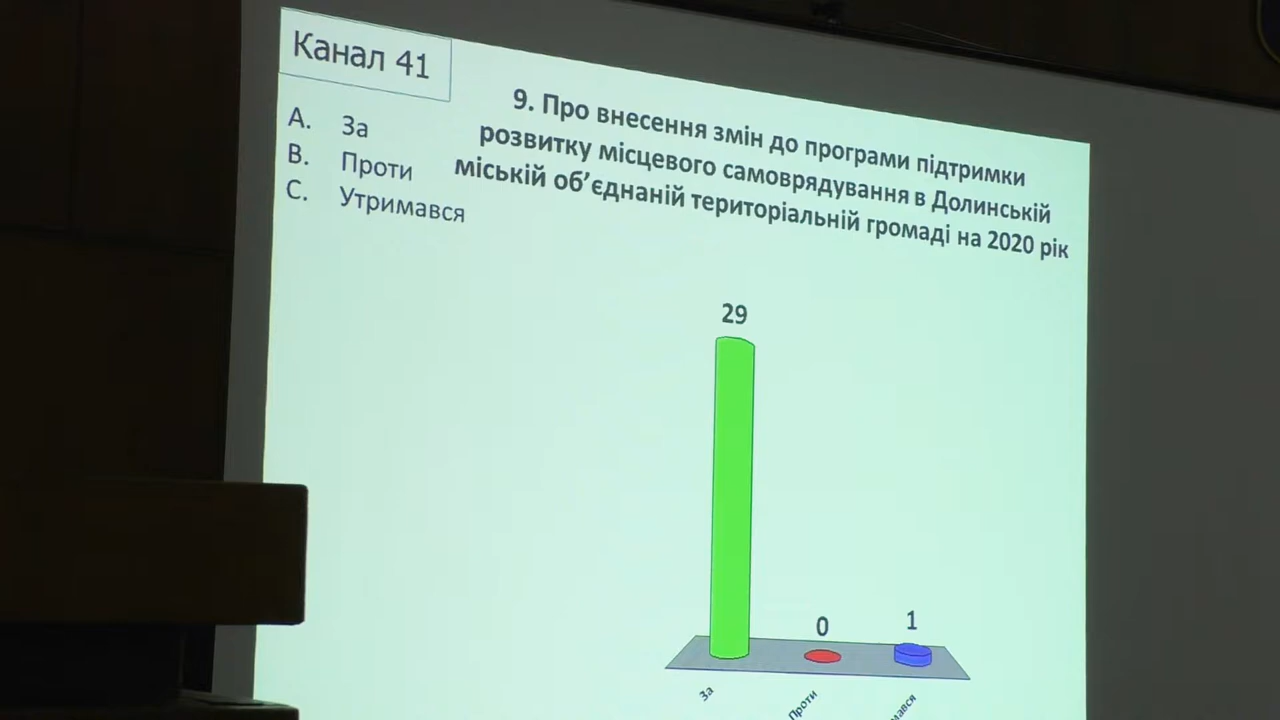 Канал 41
9. Про внесення змін до програми підтримки
розвитку місцевого самоврядування в Долинській
міській об’єднаній територіальній громаді на 2020 рік
A. За
B. Проти
C. Утримався
29
0
1
За
Проти